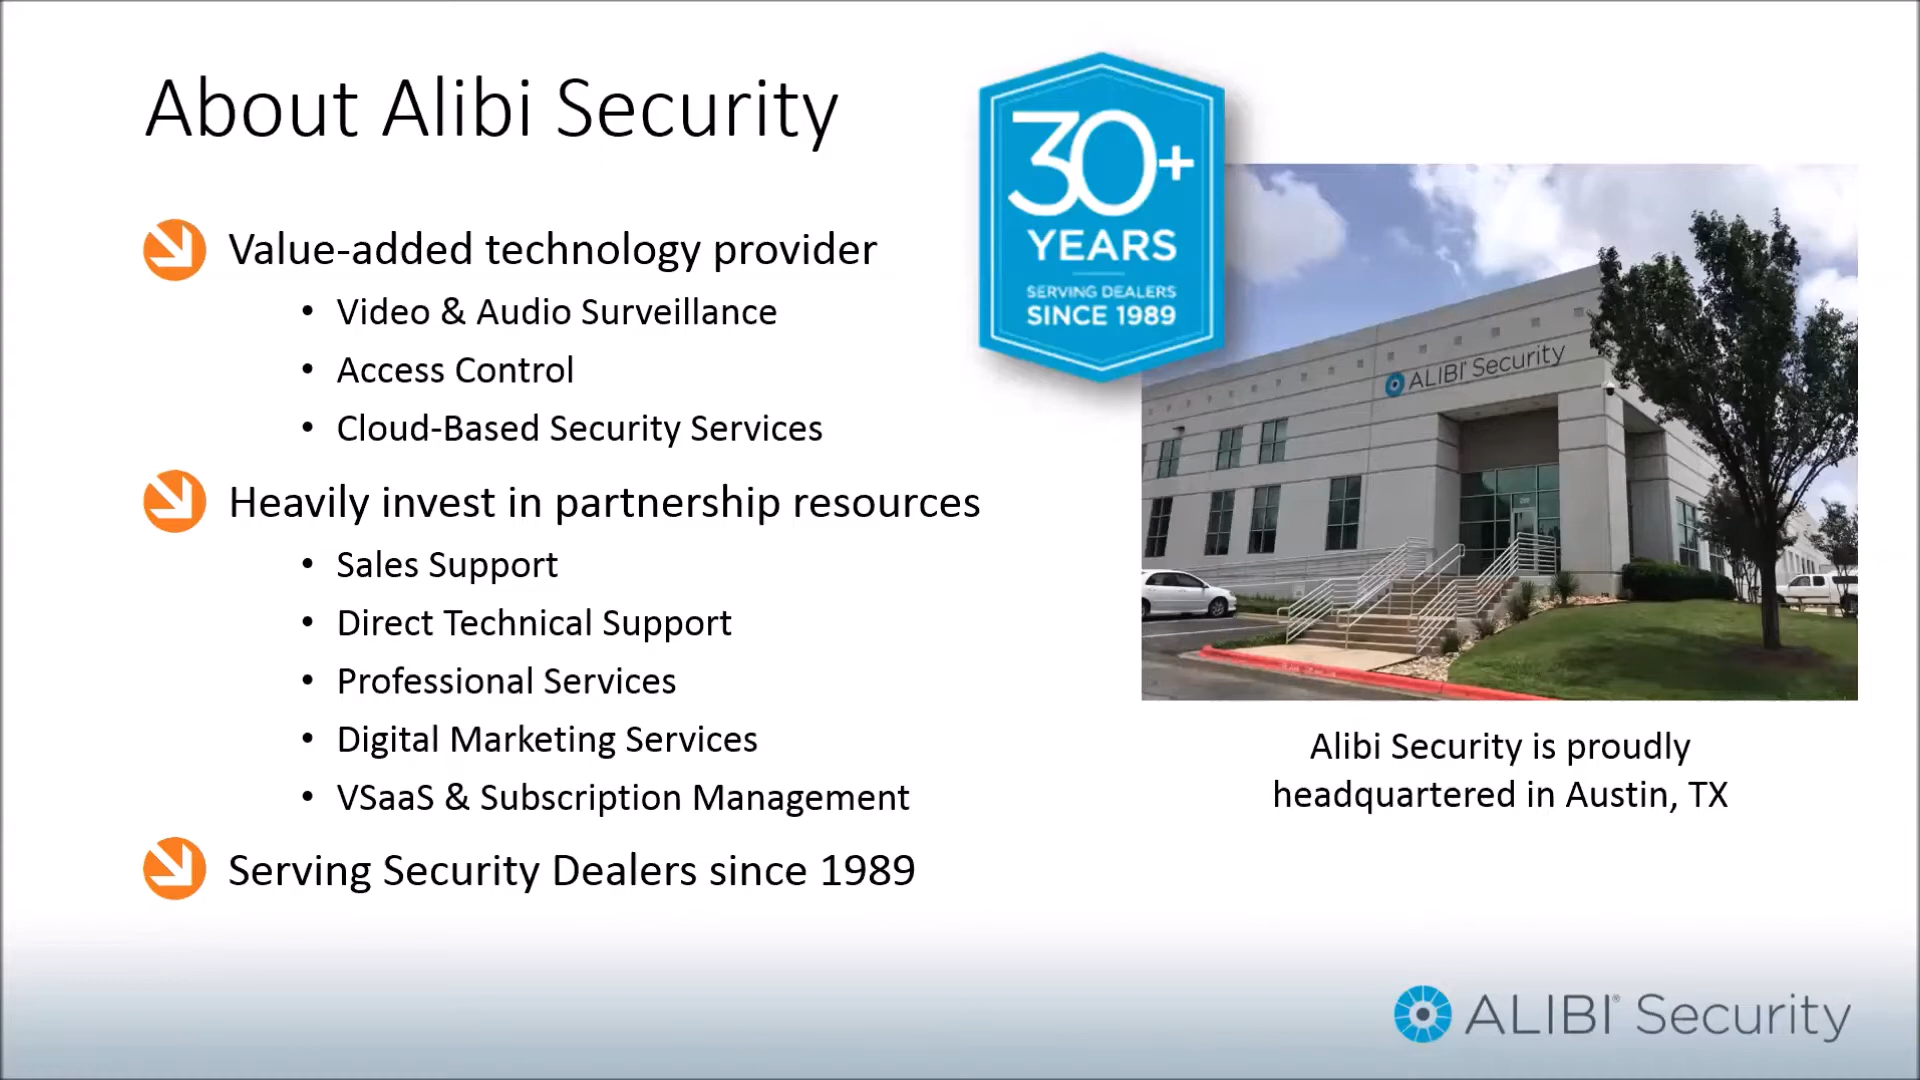 About Alibi Security
30+
YEARS
SERVING DEALERS
SINCE 1989
Value-added technology provider
• Video & Audio Surveillance
• Access Control
• Cloud-Based Security Services
Heavily invest in partnership resources
• Sales Support
• Direct Technical Support
• Professional Services
• Digital Marketing Services
• VSaaS & Subscription Management
Serving Security Dealers since 1989
ALIBI Security
Alibi Security is proudly
headquartered in Austin, TX
ALIBI® Security